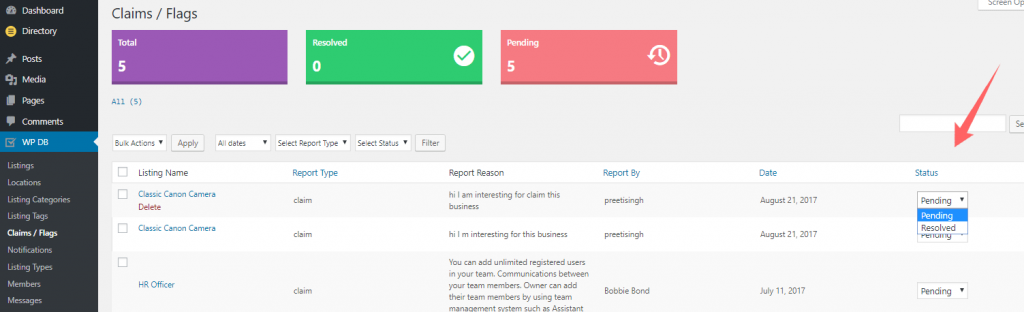 Dashboard
Directory
Posts
Media
Pages
Comments
WP DB
Listings
Locations
Listing Categories
Listing Tags
Claims / Flags
Notifications
Listing Types
Members
Messages
Screen Op
Claims / Flags
Total
5
Resolved
0
Pending
5
All (5)
Se
Bulk Actions Apply All dates Select Report Type Select Status Filter
Listing Name Report Type Report Reason Report By Date Status
Classic Canon Camera
Delete
claim
hi I am interesting for claim this
business
preetisingh
August 21, 2017
Pending
Pending
Resolved
Classic Canon Camera
claim
hi I m interesting for this business
preetisingh
August 21, 2017
Pending
HR Officer
claim
You can add unlimited registered users
in your team. Communications between
your team members. Owner can add
their team members by using team
management system such as Assistant
Bobbie Bond
July 11, 2017
Pending